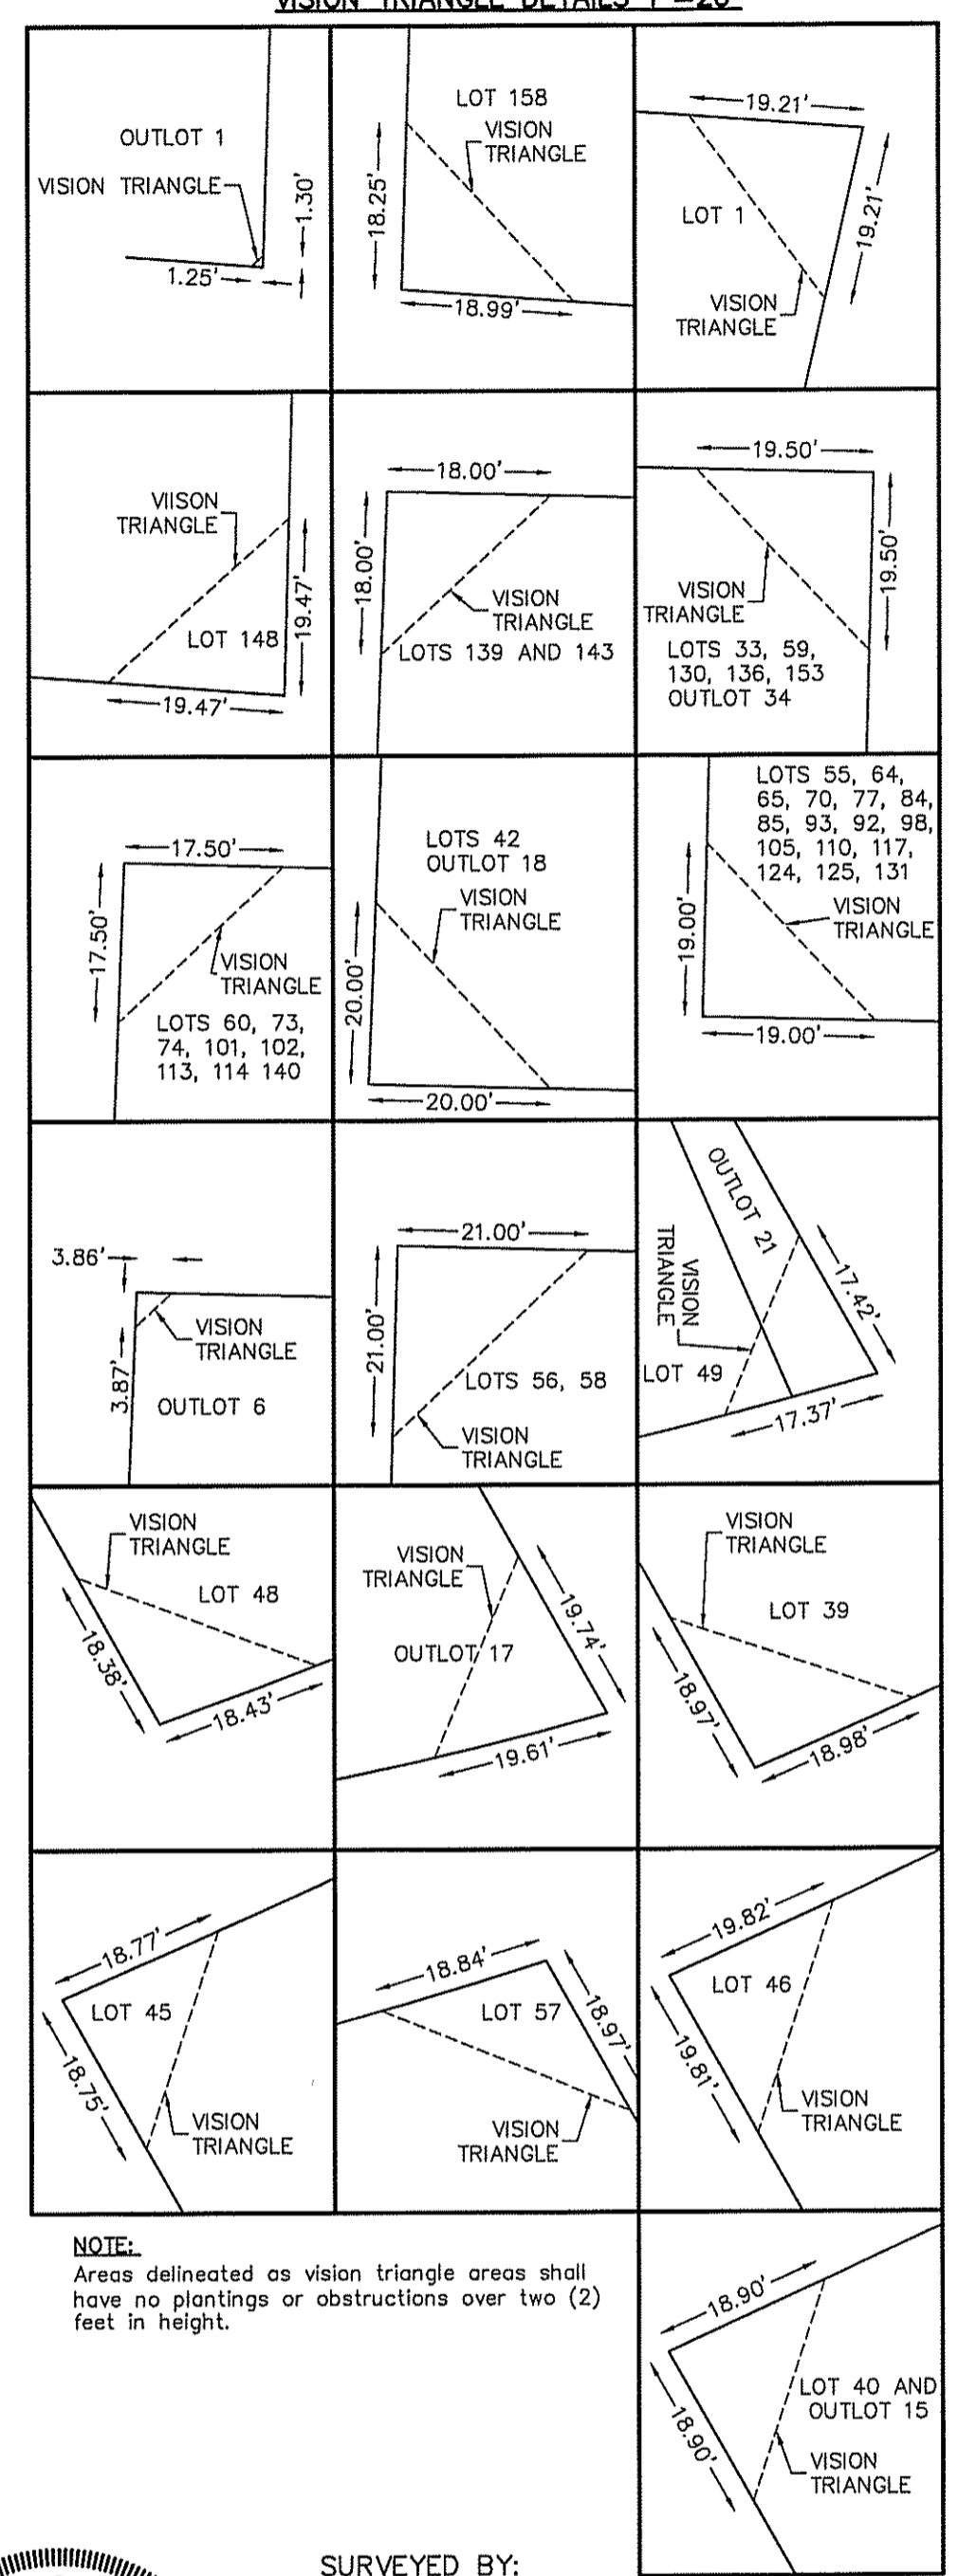 VISION TRIANGLE DETAILS 1"=20'
OUTLOT 1
VISION TRIANGLE
1.30'
1.25'
LOT 158
VISION
TRIANGLE
18.25'
18.99'
19.21'
LOT 1
19.21'
VISION
TRIANGLE
VIISON
TRIANGLE
LOT 148
19.47'
19.47'
18.00'
18.00'
VISION
TRIANGLE
LOTS 139 AND 143
19.50'
19.50'
VISION
TRIANGLE
LOTS 33, 59,
130, 136, 153
OUTLOT 34
17.50'
17.50'
VISION
TRIANGLE
LOTS 60, 73,
74, 101, 102,
113, 114 140
LOTS 42
OUTLOT 18
VISION
TRIANGLE
20.00'
20.00'
LOTS 55, 64,
65, 70, 77, 84,
85, 93, 92, 98,
105, 110, 117,
124, 125, 131
VISION
TRIANGLE
19.00'
19.00'
3.86'
VISION
TRIANGLE
3.87'
OUTLOT 6
21.00'
21.00'
LOTS 56, 58
VISION
TRIANGLE
OUTLOT 21
VISION
TRIANGLE
17.42'
LOT 49
17.37'
VISION
TRIANGLE
LOT 48
18.38'
18.43'
VISION
TRIANGLE
19.74'
OUTLOT 17
19.61'
VISION
TRIANGLE
LOT 39
18.97'
18.98'
18.77'
LOT 45
18.75'
VISION
TRIANGLE
18.84'
LOT 57
18.97'
VISION
TRIANGLE
19.82'
LOT 46
19.81'
VISION
TRIANGLE
NOTE:
Areas delineated as vision triangle areas shall
have no plantings or obstructions over two (2)
feet in height.
18.90'
LOT 40 AND
OUTLOT 15
18.90'
VISION
TRIANGLE
SURVEYED BY: